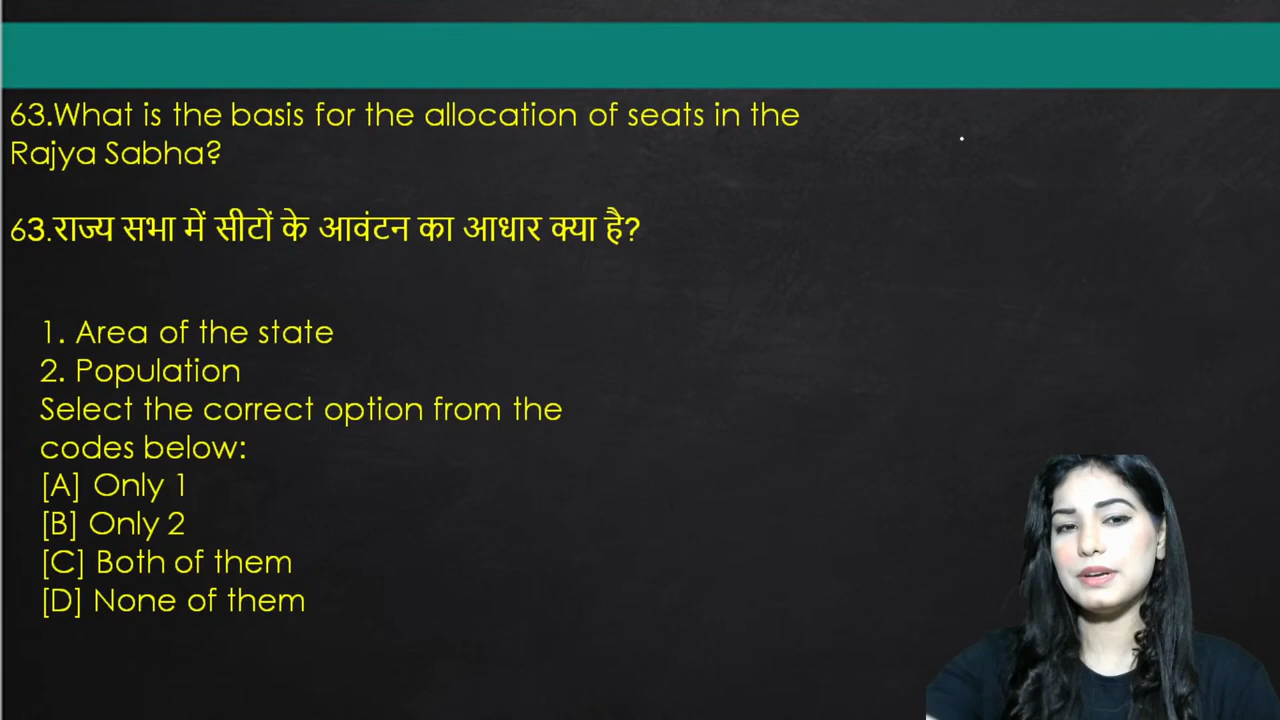 63.What is the basis for the allocation of seats in the
Rajya Sabha?
63.राज्य सभा में सीटों के आवंटन का आधार क्या है?
1. Area of the state
2. Population
Select the correct option from the
codes below:
[A] Only 1
[B] Only 2
[C] Both of them
[D] None of them